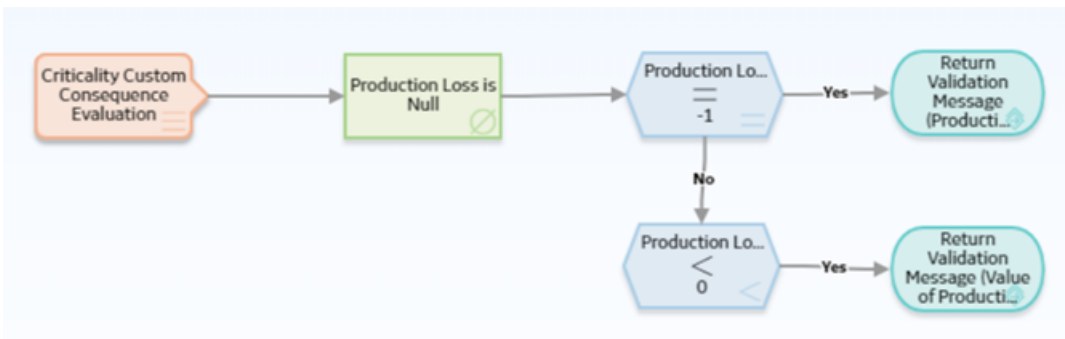 Criticality Custom
Consequence
Evaluation
Production Loss is
Null
Production Lo...
=
-1
Yes
Return
Validation
Message
(Producti...
No
Production Lo...
<
0
Yes
Return
Validation
Message (Value
of Producti...